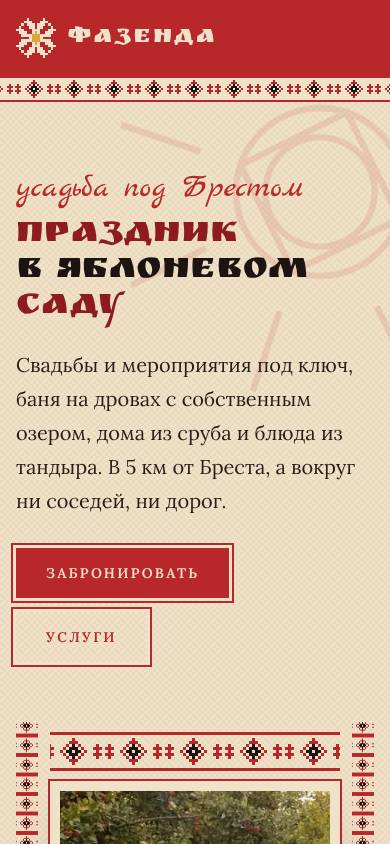 Фазенда
усадьба под Брестом
ПРАЗДНИК
В ЯБЛОНЕВОМ
САДУ
Свадьбы и мероприятия под ключ,
баня на дровах с собственным
озером, дома из сруба и блюда из
тандыра. В 5 км от Бреста, а вокруг
ни соседей, ни дорог.
ЗАБРОНИРОВАТЬ
УСЛУГИ